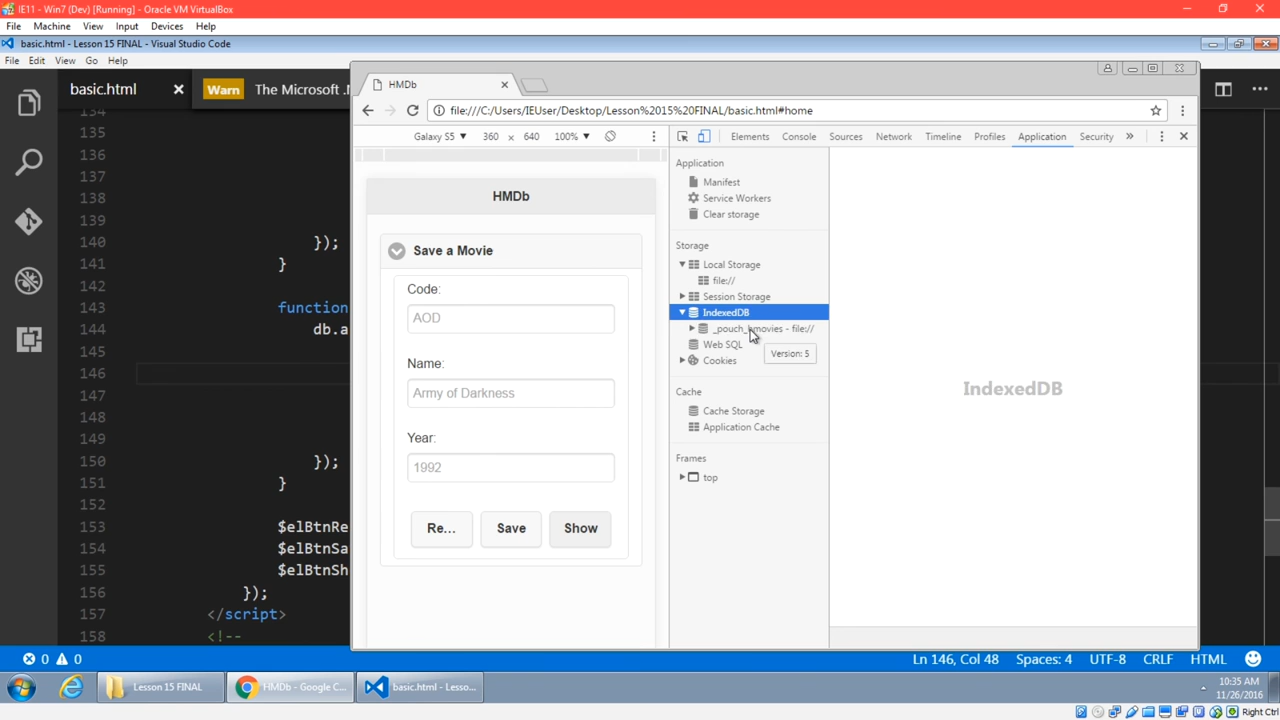 IE11 - Win7 (Dev) [Running] - Oracle VM VirtualBox
File Machine View Input Devices Help
basic.html - Lesson 15 FINAL - Visual Studio Code
File Edit View Go Help
basic.html
Warn The Microsoft .
HMDb
file:///C:/Users/IEUser/Desktop/Lesson%2015%20FINAL/basic.html#home
Galaxy S5 ▼ 360 × 640 100% ▼
Elements Console Sources Network Timeline Profiles Application Security »
HMDb
Save a Movie
Code:
AOD
Name:
Army of Darkness
Year:
1992
Re... Save Show
Application
Manifest
Service Workers
Clear storage
Storage
Local Storage
file://
Session Storage
IndexedDB
_pouch_hmovies - file://
Web SQL
Version: 5
Cookies
Cache
Cache Storage
Application Cache
Frames
top
IndexedDB
134
135
136
137
138
139
140 });
141 }
142
143 function
144 db.a
145
146
147
148
149
150 });
151 }
152
153 $elBtnRe
154 $elBtnSa
155 $elBtnSh
156 });
157 </script>
158 <!--
0 0
Ln 146, Col 48 Spaces: 4 UTF-8 CRLF HTML
Lesson 15 FINAL
HMDb - Google C...
basic.html - Lesso...
10:35 AM
11/26/2016
Right Ctrl